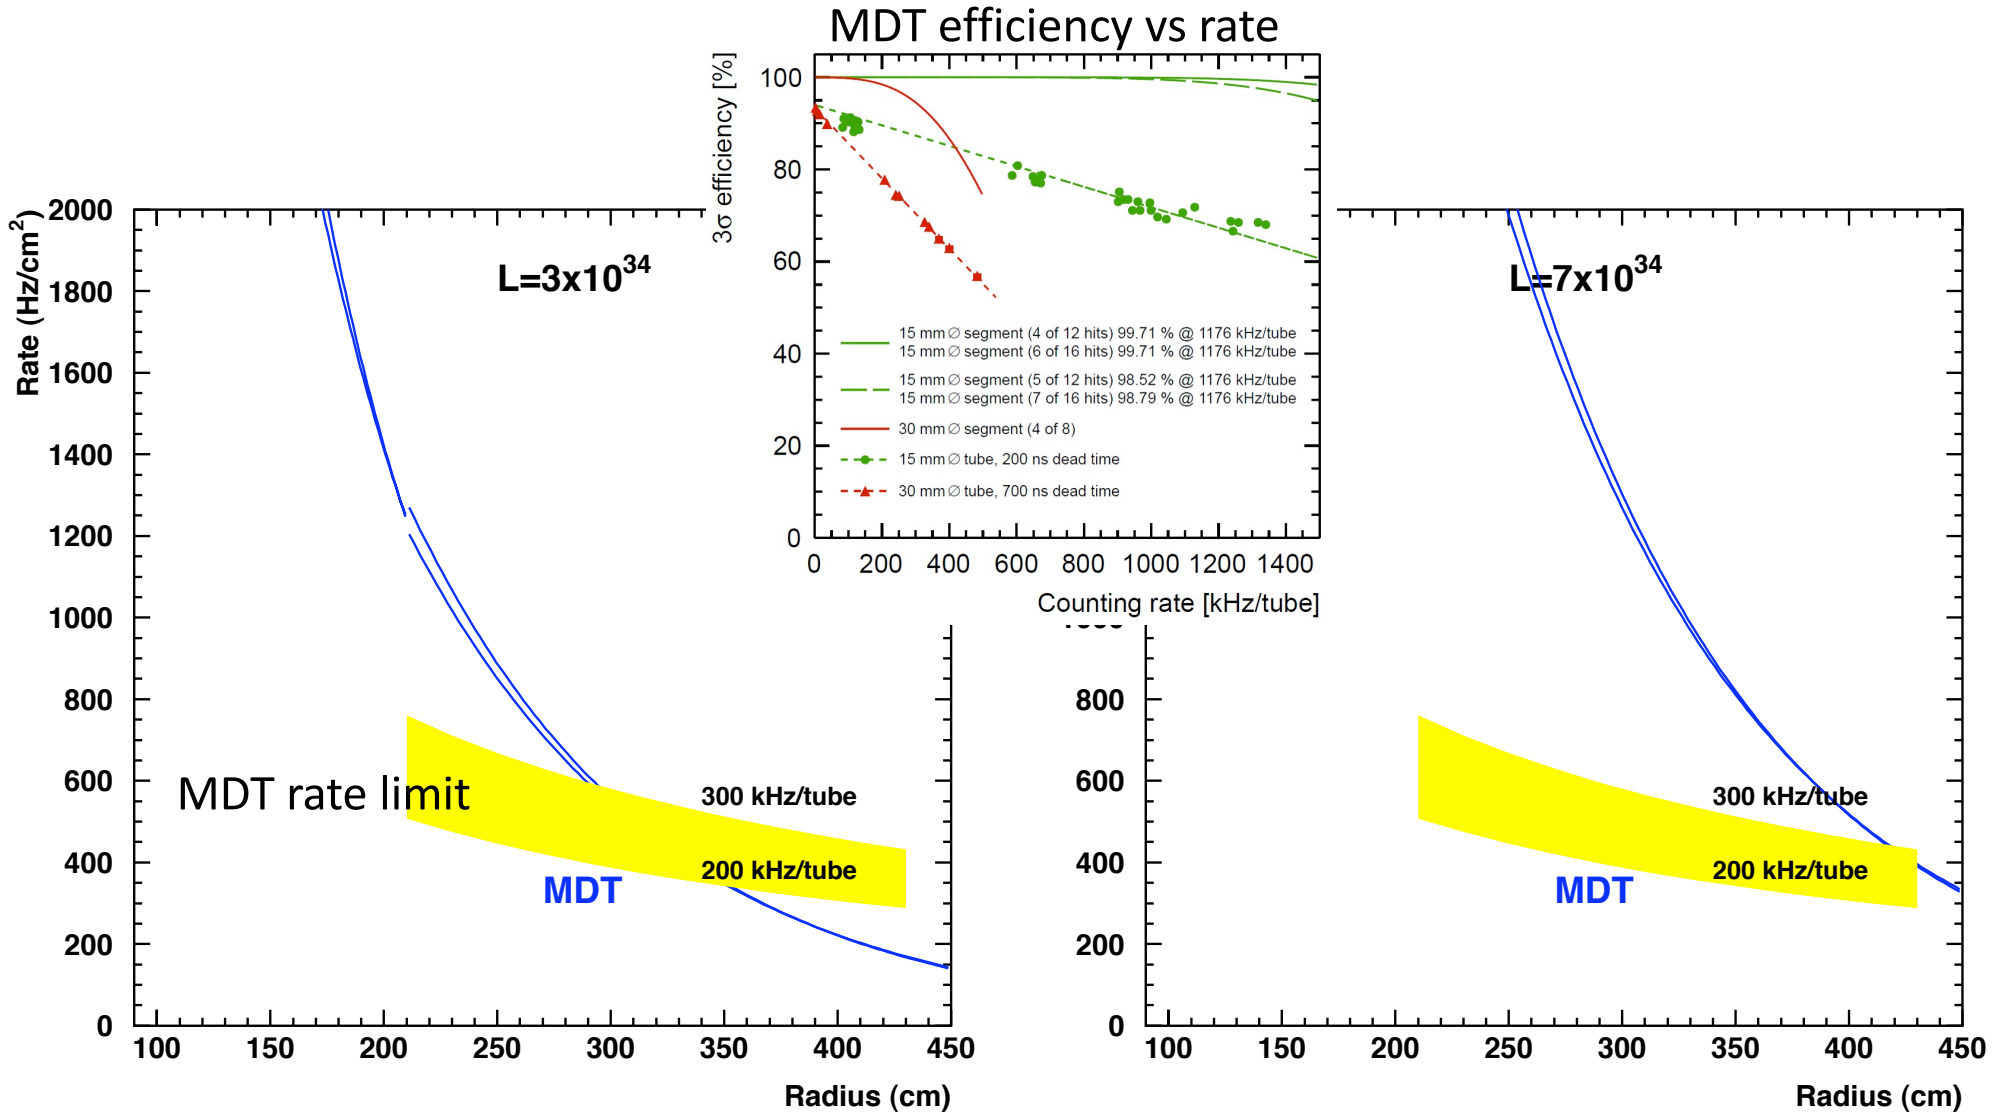 MDT efficiency vs rate
3σ efficiency [%]
100
80
60
40
20
0
15 mm ∅ segment (4 of 12 hits) 99.71 % @ 1176 kHz/tube
15 mm ∅ segment (6 of 16 hits) 99.71 % @ 1176 kHz/tube
15 mm ∅ segment (5 of 12 hits) 98.52 % @ 1176 kHz/tube
15 mm ∅ segment (7 of 16 hits) 98.79 % @ 1176 kHz/tube
30 mm ∅ segment (4 of 8)
15 mm ∅ tube, 200 ns dead time
30 mm ∅ tube, 700 ns dead time
0 200 400 600 800 1000 1200 1400
Counting rate [kHz/tube]
Rate (Hz/cm²)
2000
1800
1600
1400
1200
1000
800
600
400
200
0
L=3x10³⁴
MDT rate limit
300 kHz/tube
200 kHz/tube
MDT
100 150 200 250 300 350 400 450
Radius (cm)
L=7x10³⁴
800
600
400
200
0
300 kHz/tube
200 kHz/tube
MDT
100 150 200 250 300 350 400 450
Radius (cm)